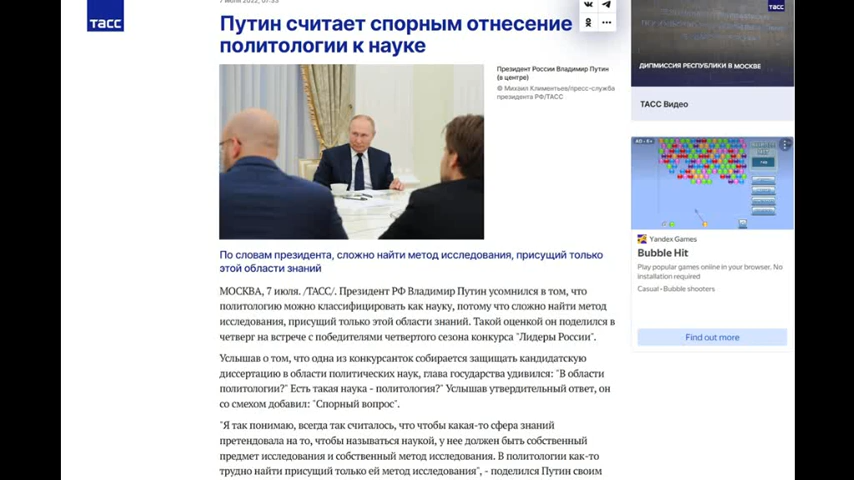 ТАСС
7 июля 2022, 07:33
Путин считает спорным отнесение
политологии к науке
Президент России Владимир Путин
(в центре)
© Михаил Климентьев/пресс-служба
президента РФ/ТАСС
По словам президента, сложно найти метод исследования, присущий только
этой области знаний
МОСКВА, 7 июля. /ТАСС/. Президент РФ Владимир Путин усомнился в том, что
политологию можно классифицировать как науку, потому что сложно найти метод
исследования, присущий только этой области знаний. Такой оценкой он поделился в
четверг на встрече с победителями четвертого сезона конкурса "Лидеры России".
Услышав о том, что одна из конкурсанток собирается защищать кандидатскую
диссертацию в области политических наук, глава государства удивился: "В области
политологии?" Есть такая наука - политология?" Услышав утвердительный ответ, он
со смехом добавил: "Спорный вопрос".
"Я так понимаю, всегда так считалось, что чтобы какая-то сфера знаний
претендовала на то, чтобы называться наукой, у нее должен быть собственный
предмет исследования и собственный метод исследования. В политологии как-то
трудно найти присущий только ей метод исследования", - поделился Путин своим
ТАСС
ДИПМИССИЯ РЕСПУБЛИКИ В МОСКВЕ
ТАСС Видео
AD • 6+
Yandex Games
Bubble Hit
Play popular games online in your browser. No
installation required
Casual • Bubble shooters
Find out more